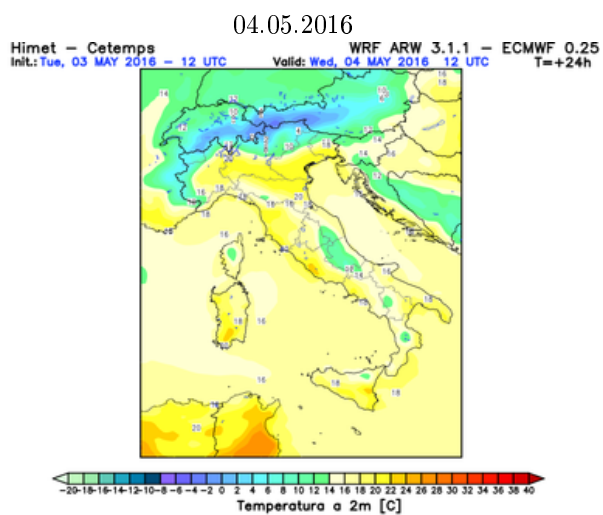 04.05.2016
Himet – Cetemps WRF ARW 3.1.1 – ECMWF 0.25
Init.: Tue, 03 MAY 2016 – 12 UTC Valid: Wed, 04 MAY 2016 12 UTC T=+24h
-20 -18 -16 -14 -12 -10 -8 -6 -4 -2 0 2 4 6 8 10 12 14 16 18 20 22 24 26 28 30 32 34 36 38 40
Temperatura a 2m [C]